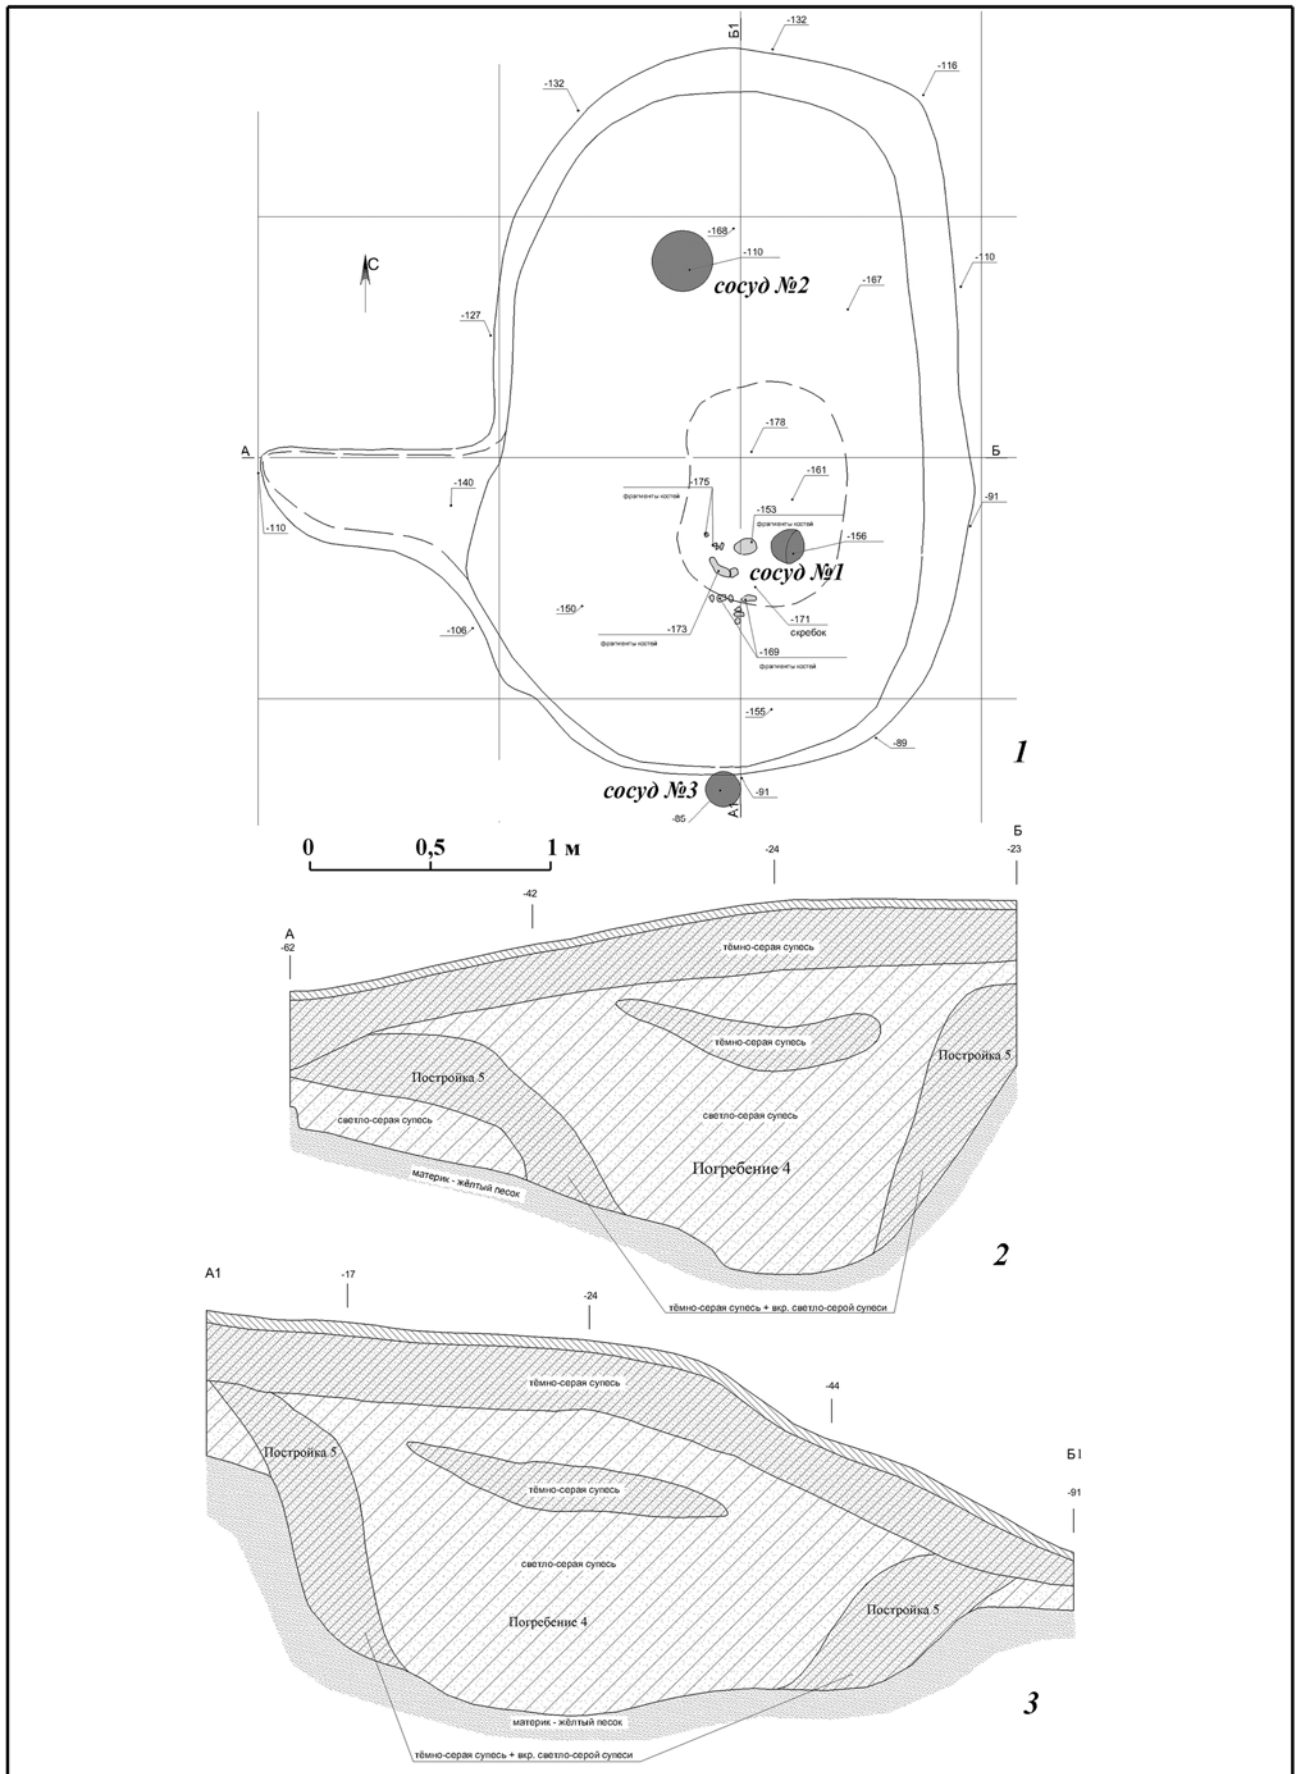 Б1
-132
-132
-116
-168
-110
сосуд №2
-110
С
-167
-127
А
Б
-178
-140
-175
фрагменты костей
-161
-153
фрагменты костей
-91
-110
-156
сосуд №1
-150
-171
скребок
-106
-173
фрагменты костей
-169
фрагменты костей
-155
-89
1
сосуд №3
-91
А1
-85
0 0,5 1 м
Б
-24
-23
-42
А
-62
тёмно-серая супесь
тёмно-серая супесь
Постройка 5
Постройка 5
светло-серая супесь
светло-серая супесь
Погребение 4
материк - жёлтый песок
2
А1
-17
-24
тёмно-серая супесь + вкр. светло-серой супеси
тёмно-серая супесь
-44
Постройка 5
Б1
тёмно-серая супесь
-91
светло-серая супесь
Постройка 5
Погребение 4
3
материк - жёлтый песок
тёмно-серая супесь + вкр. светло-серой супеси